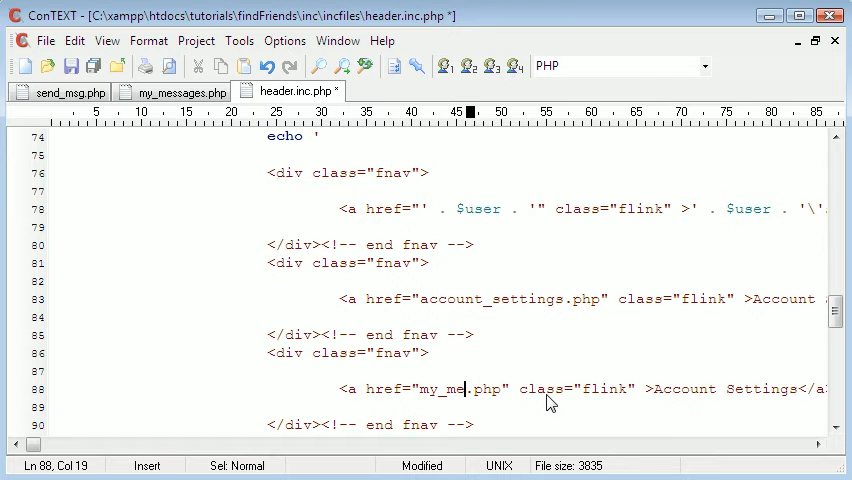 ConTEXT - [C:\xampp\htdocs\tutorials\findFriends\inc\incfiles\header.inc.php *]
File Edit View Format Project Tools Options Window Help
1 2 3 4 PHP
send_msg.php my_messages.php header.inc.php *
5 10 15 20 25 30 35 40 45 50 55 60 65 70 75 80 85
74 echo '
75
76 <div class="fnav">
77
78 <a href="' . $user . '" class="flink" >' . $user . '\'
79
80 </div><!-- end fnav -->
81 <div class="fnav">
82
83 <a href="account_settings.php" class="flink" >Account
84
85 </div><!-- end fnav -->
86 <div class="fnav">
87
88 <a href="my_me.php" class="flink" >Account Settings</a>
89
90 </div><!-- end fnav -->
Ln 88, Col 19 Insert Sel: Normal Modified UNIX File size: 3835